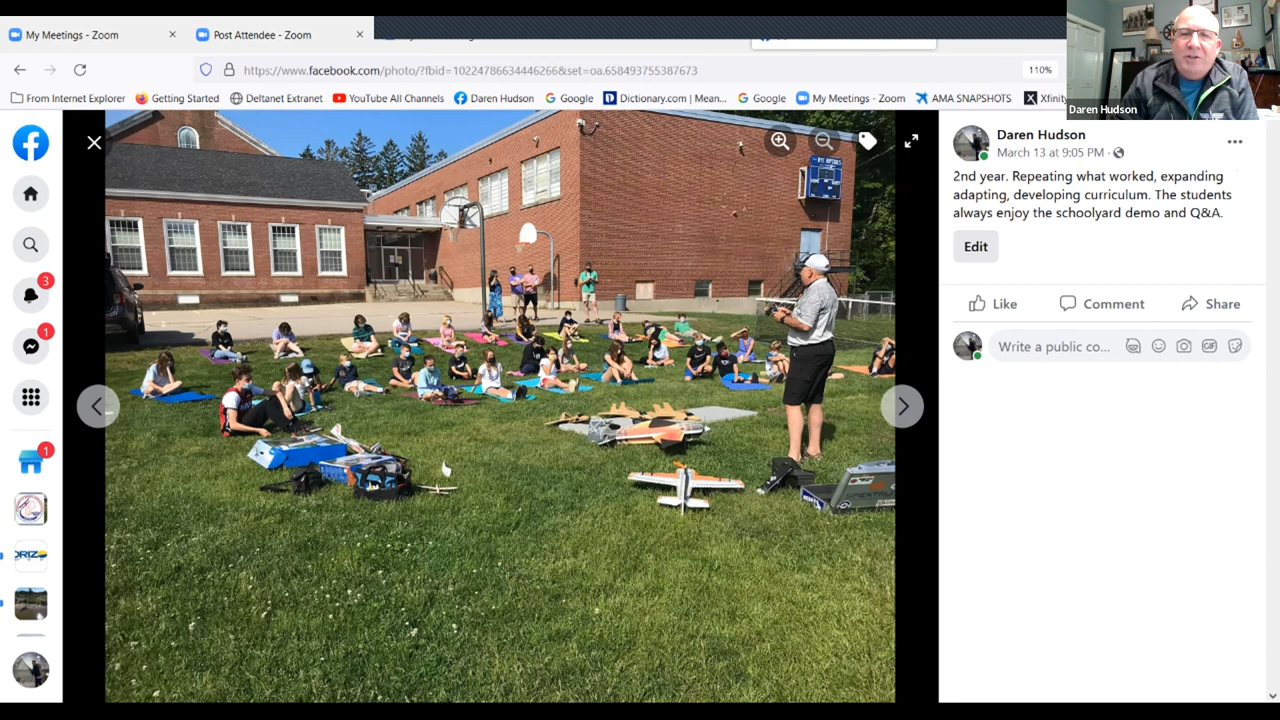 My Meetings - Zoom
Post Attendee - Zoom
https://www.facebook.com/photo/?fbid=10224786634446266&set=oa.658493755387673
110%
From Internet Explorer
Getting Started
Deltanet Extranet
YouTube All Channels
Daren Hudson
Google
Dictionary.com | Mean...
Google
My Meetings - Zoom
AMA SNAPSHOTS
Xfinity
Daren Hudson
Daren Hudson
March 13 at 9:05 PM ·
2nd year. Repeating what worked, expanding
adapting, developing curriculum. The students
always enjoy the schoolyard demo and Q&A.
Edit
Like
Comment
Share
Write a public co...
GIF
3
1
1
ORIZ
SPEKTRU